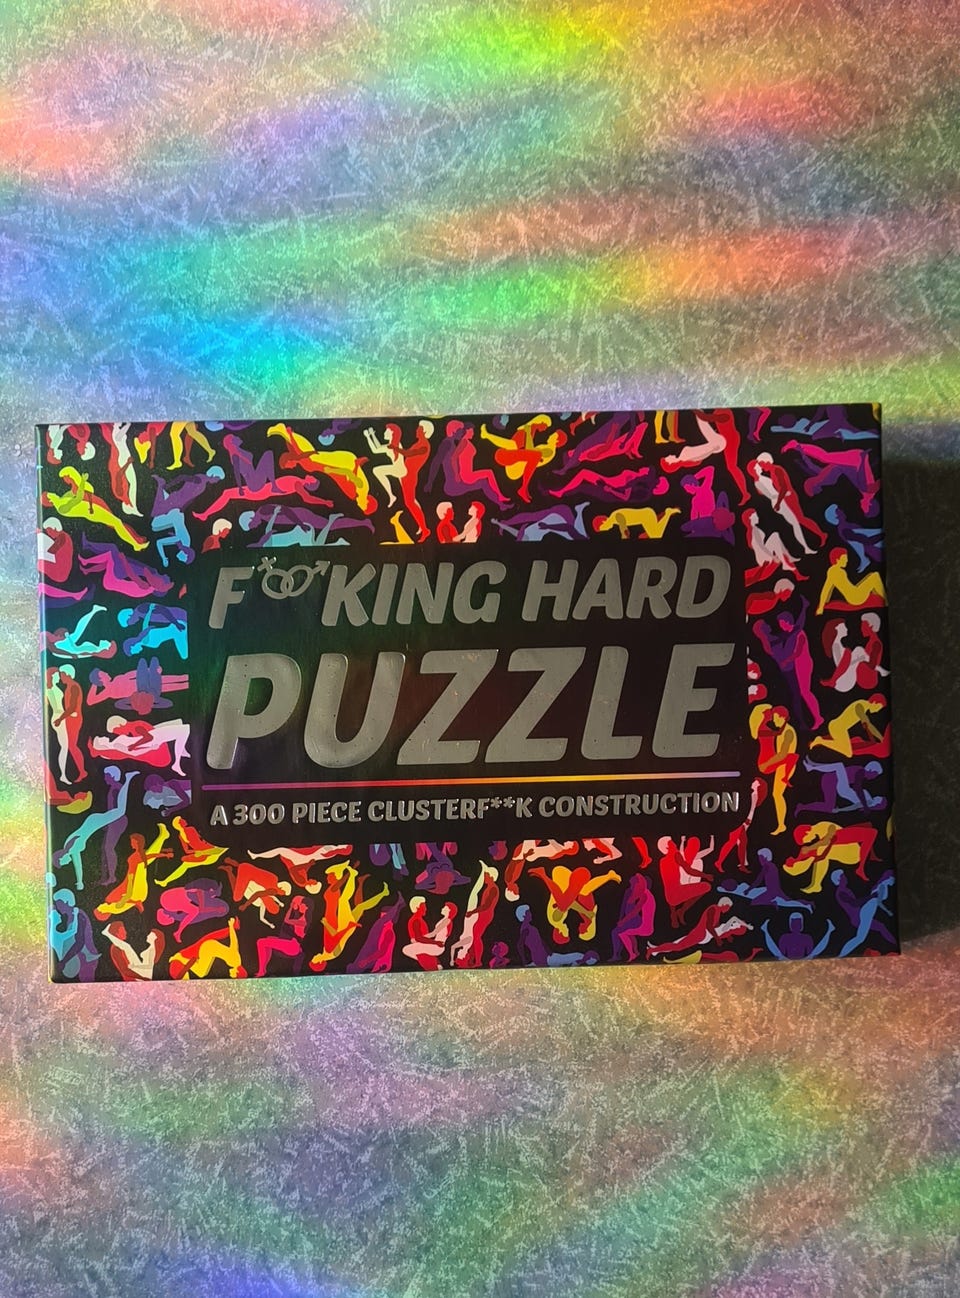 F⚤KING HARD
PUZZLE
A 300 PIECE CLUSTERF**K CONSTRUCTION